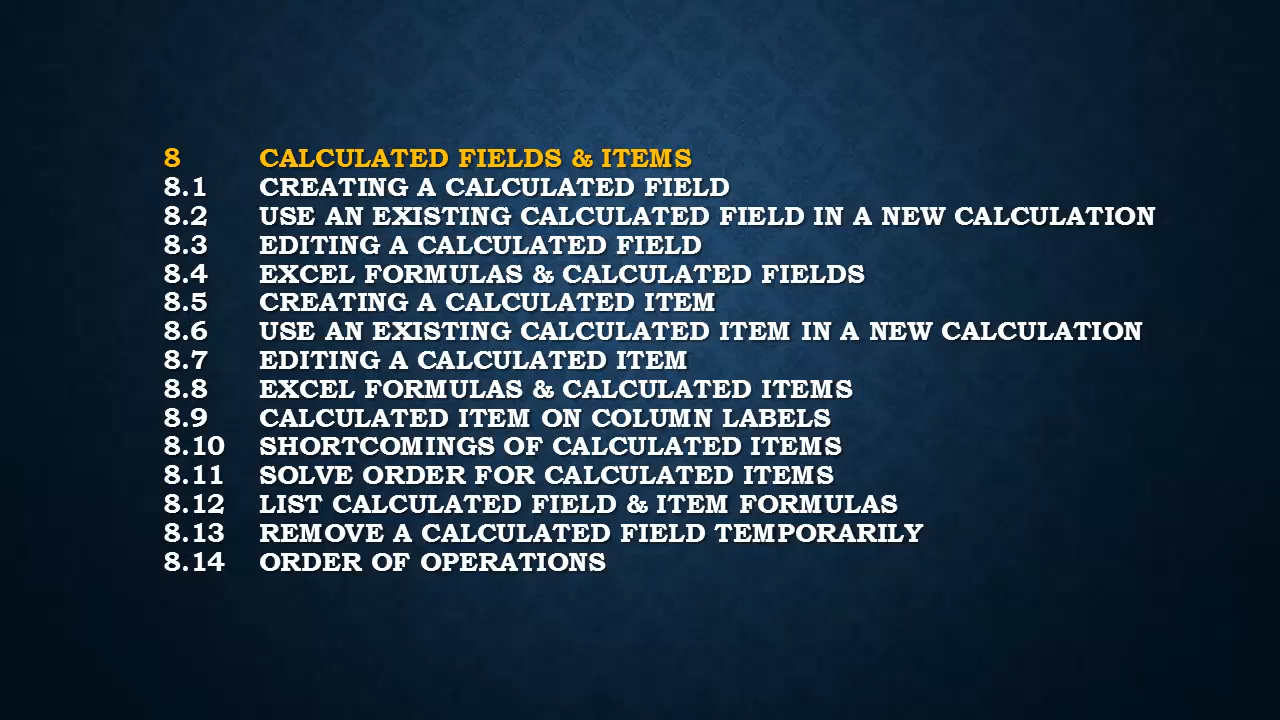 8 CALCULATED FIELDS & ITEMS
8.1 CREATING A CALCULATED FIELD
8.2 USE AN EXISTING CALCULATED FIELD IN A NEW CALCULATION
8.3 EDITING A CALCULATED FIELD
8.4 EXCEL FORMULAS & CALCULATED FIELDS
8.5 CREATING A CALCULATED ITEM
8.6 USE AN EXISTING CALCULATED ITEM IN A NEW CALCULATION
8.7 EDITING A CALCULATED ITEM
8.8 EXCEL FORMULAS & CALCULATED ITEMS
8.9 CALCULATED ITEM ON COLUMN LABELS
8.10 SHORTCOMINGS OF CALCULATED ITEMS
8.11 SOLVE ORDER FOR CALCULATED ITEMS
8.12 LIST CALCULATED FIELD & ITEM FORMULAS
8.13 REMOVE A CALCULATED FIELD TEMPORARILY
8.14 ORDER OF OPERATIONS